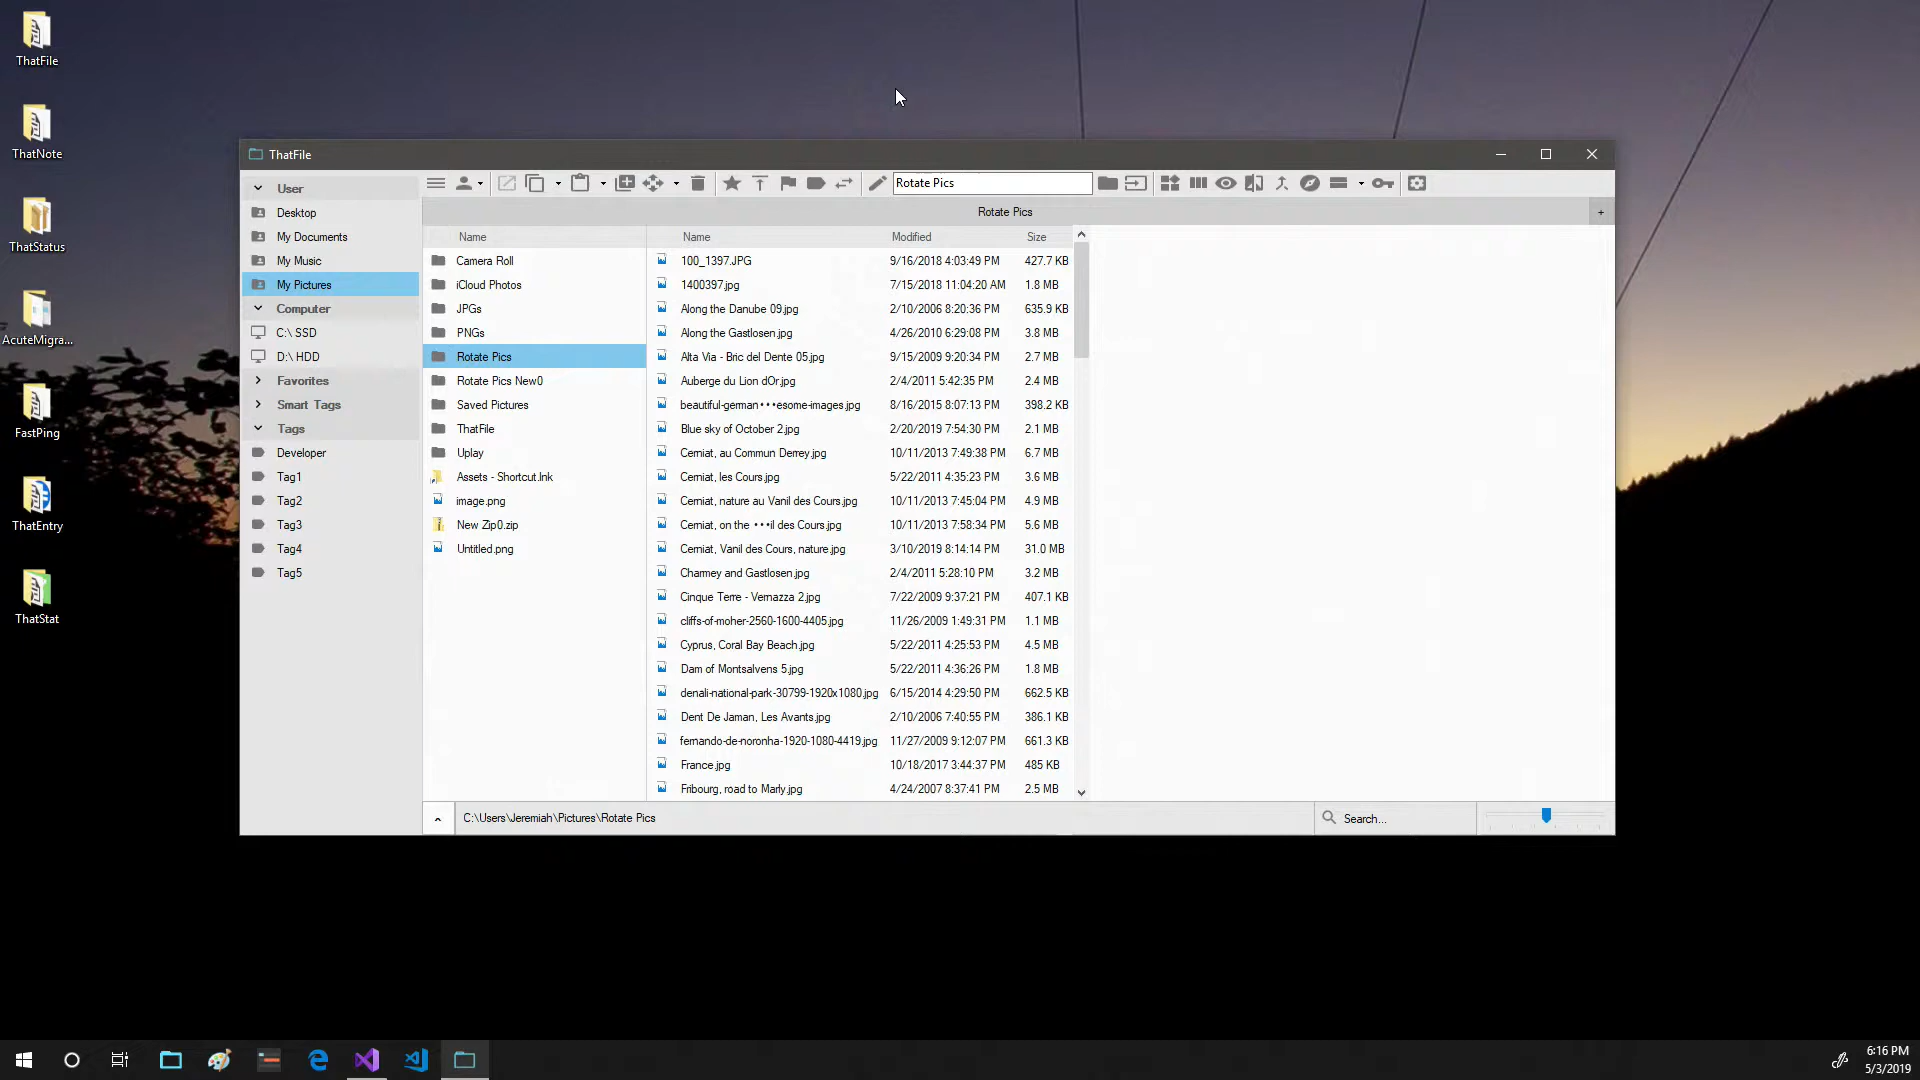 ThatFile
ThatNote
ThatStatus
AcuteMigra...
FastPing
ThatEntry
ThatStat
ThatFile
Rotate Pics
Rotate Pics
+
User
Desktop
My Documents
My Music
My Pictures
Computer
C:\ SSD
D:\ HDD
Favorites
Smart Tags
Tags
Developer
Tag1
Tag2
Tag3
Tag4
Tag5
Name
Camera Roll
iCloud Photos
JPGs
PNGs
Rotate Pics
Rotate Pics New0
Saved Pictures
ThatFile
Uplay
Assets - Shortcut.lnk
image.png
New Zip0.zip
Untitled.png
Name Modified Size
100_1397.JPG 9/16/2018 4:03:49 PM 427.7 KB
1400397.jpg 7/15/2018 11:04:20 AM 1.8 MB
Along the Danube 09.jpg 2/10/2006 8:20:36 PM 635.9 KB
Along the Gastlosen.jpg 4/26/2010 6:29:08 PM 3.8 MB
Alta Via - Bric del Dente 05.jpg 9/15/2009 9:20:34 PM 2.7 MB
Auberge du Lion dOr.jpg 2/4/2011 5:42:35 PM 2.4 MB
beautiful-german•••esome-images.jpg 8/16/2015 8:07:13 PM 398.2 KB
Blue sky of October 2.jpg 2/20/2019 7:54:30 PM 2.1 MB
Cerniat, au Commun Derrey.jpg 10/11/2013 7:49:38 PM 6.7 MB
Cerniat, les Cours.jpg 5/22/2011 4:35:23 PM 3.6 MB
Cerniat, nature au Vanil des Cours.jpg 10/11/2013 7:45:04 PM 4.9 MB
Cerniat, on the •••il des Cours.jpg 10/11/2013 7:58:34 PM 5.6 MB
Cerniat, Vanil des Cours, nature.jpg 3/10/2019 8:14:14 PM 31.0 MB
Charmey and Gastlosen.jpg 2/4/2011 5:28:10 PM 3.2 MB
Cinque Terre - Vernazza 2.jpg 7/22/2009 9:37:21 PM 407.1 KB
cliffs-of-moher-2560-1600-4405.jpg 11/26/2009 1:49:31 PM 1.1 MB
Cyprus, Coral Bay Beach.jpg 5/22/2011 4:25:53 PM 4.5 MB
Dam of Montsalvens 5.jpg 5/22/2011 4:36:26 PM 1.8 MB
denali-national-park-30799-1920x1080.jpg 6/15/2014 4:29:50 PM 662.5 KB
Dent De Jaman, Les Avants.jpg 2/10/2006 7:40:55 PM 386.1 KB
fernando-de-noronha-1920-1080-4419.jpg 11/27/2009 9:12:07 PM 661.3 KB
France.jpg 10/18/2017 3:44:37 PM 485 KB
Fribourg, road to Marly.jpg 4/24/2007 8:37:41 PM 2.5 MB
C:\Users\Jeremiah\Pictures\Rotate Pics
Search...
6:16 PM
5/3/2019